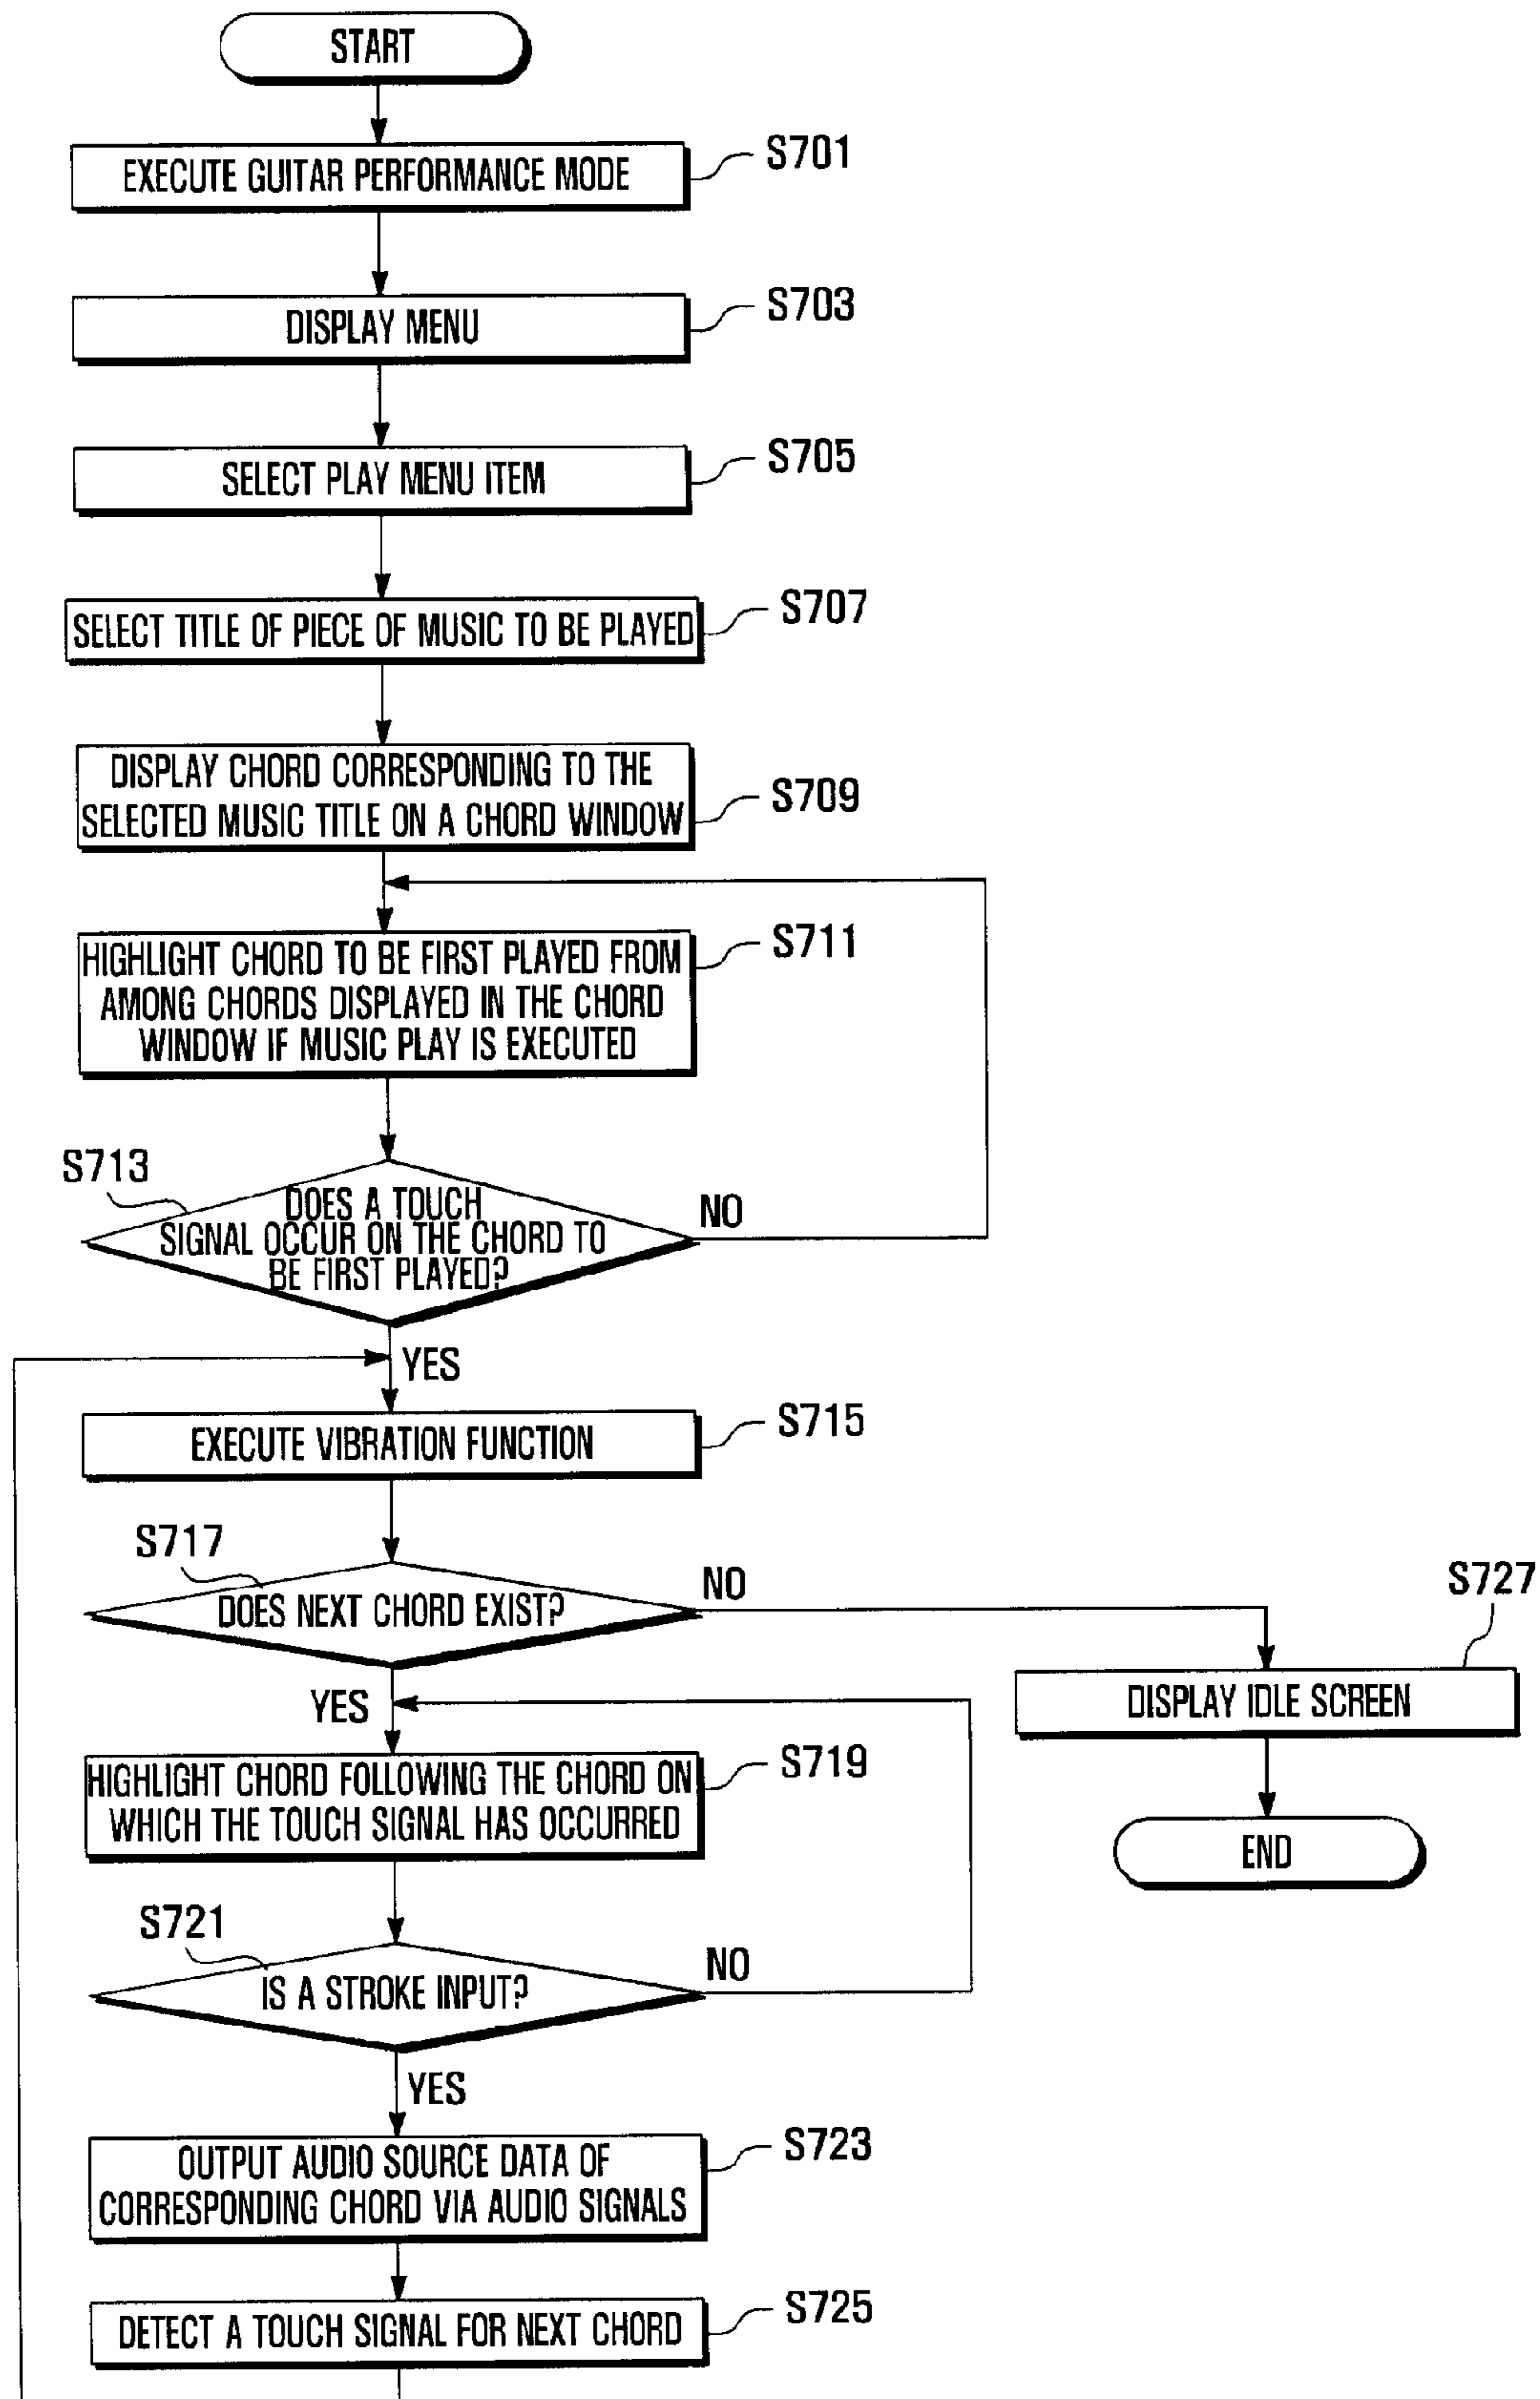 START
EXECUTE GUITAR PERFORMANCE MODE
S701
DISPLAY MENU
S703
SELECT PLAY MENU ITEM
S705
SELECT TITLE OF PIECE OF MUSIC TO BE PLAYED
S707
DISPLAY CHORD CORRESPONDING TO THE
SELECTED MUSIC TITLE ON A CHORD WINDOW
S709
HIGHLIGHT CHORD TO BE FIRST PLAYED FROM
AMONG CHORDS DISPLAYED IN THE CHORD
WINDOW IF MUSIC PLAY IS EXECUTED
S711
S713
DOES A TOUCH
SIGNAL OCCUR ON THE CHORD TO
BE FIRST PLAYED?
NO
YES
EXECUTE VIBRATION FUNCTION
S715
S717
DOES NEXT CHORD EXIST?
NO
S727
DISPLAY IDLE SCREEN
END
YES
HIGHLIGHT CHORD FOLLOWING THE CHORD ON
WHICH THE TOUCH SIGNAL HAS OCCURRED
S719
S721
IS A STROKE INPUT?
NO
YES
OUTPUT AUDIO SOURCE DATA OF
CORRESPONDING CHORD VIA AUDIO SIGNALS
S723
DETECT A TOUCH SIGNAL FOR NEXT CHORD
S725